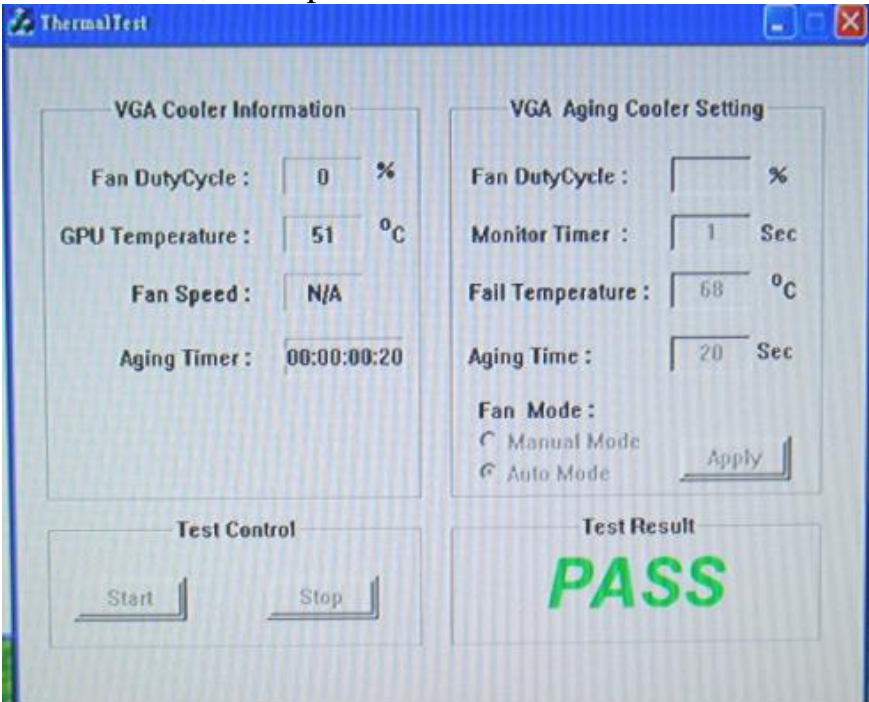 ThermalTest
VGA Cooler Information
Fan DutyCycle : 0 %
GPU Temperature : 51 °C
Fan Speed : N/A
Aging Timer : 00:00:00:20
VGA Aging Cooler Setting
Fan DutyCycle : %
Monitor Timer : 1 Sec
Fail Temperature : 68 °C
Aging Time : 20 Sec
Fan Mode :
Manual Mode
Auto Mode
Apply
Test Control
Start Stop
Test Result
PASS